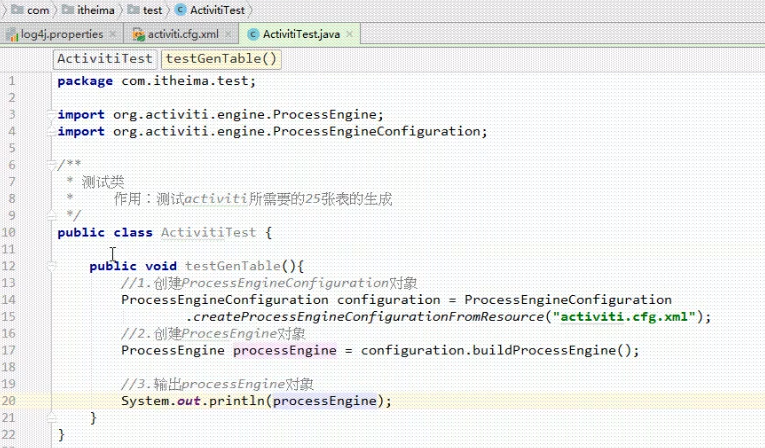 com itheima test ActivitiTest
log4j.properties activiti.cfg.xml ActivitiTest.java
ActivitiTest testGenTable()
1 package com.itheima.test;
2
3 import org.activiti.engine.ProcessEngine;
4 import org.activiti.engine.ProcessEngineConfiguration;
5
6 /**
7 * 测试类
8 * 作用：测试activiti所需要的25张表的生成
9 */
10 public class ActivitiTest {
11
12 public void testGenTable(){
13 //1.创建ProcessEngineConfiguration对象
14 ProcessEngineConfiguration configuration = ProcessEngineConfiguration
15 .createProcessEngineConfigurationFromResource("activiti.cfg.xml");
16 //2.创建ProcesEngine对象
17 ProcessEngine processEngine = configuration.buildProcessEngine();
18
19 //3.输出processEngine对象
20 System.out.println(processEngine);
21 }
22 }